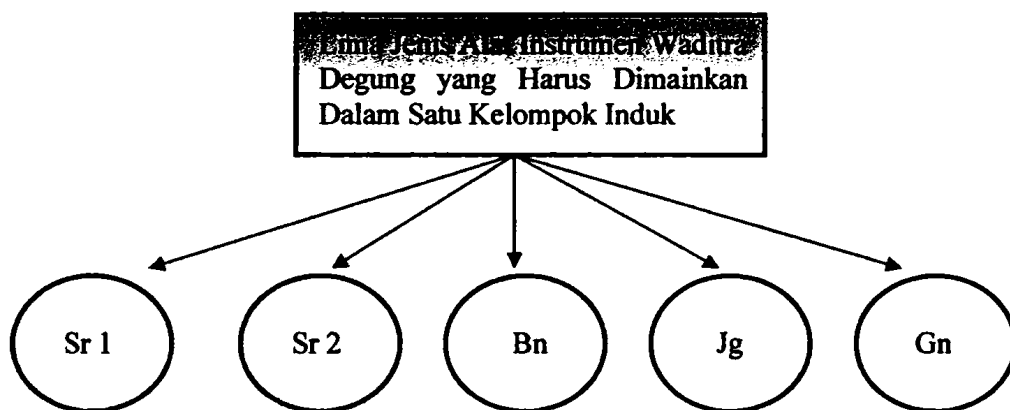 Lima Jenis Alat Instrumen Waditra
Degung yang Harus Dimainkan
Dalam Satu Kelompok Induk
Sr 1 Sr 2 Bn Jg Gn